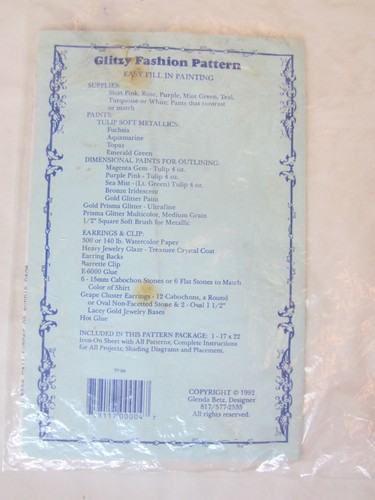 Glitzy Fashion Pattern
EASY FILL IN PAINTING
SUPPLIES:
Shirt Pink, Rose, Purple, Mint Green, Teal,
Turquoise or White. Pants that contrast
or match
PAINTS:
TULIP SOFT METALLICS:
Fuchsia
Aquamarine
Topaz
Emerald Green
DIMENSIONAL PAINTS FOR OUTLINING:
Magenta Gem - Tulip 4 oz.
Purple Pink - Tulip 4 oz.
Sea Mist - (Lt. Green) Tulip 4 oz.
Bronze Iridescent
Gold Glitter Paint
Gold Prisma Glitter - Ultrafine
Prisma Glitter Multicolor, Medium Grain
1/2" Square Soft Brush for Metallic
EARRINGS & CLIP:
300 or 140 lb. Watercolor Paper
Heavy Jewelry Glaze - Treasure Crystal Coat
Earring Backs
Barrette Clip
E-6000 Glue
6 - 15mm Cabochon Stones or 6 Flat Stones to Match
Color of Shirt
Grape Cluster Earrings - 12 Cabochons, a Round
or Oval Non-Facetted Stone & 2 - Oval 1 1/2"
Lacey Gold Jewelry Bases
Hot Glue
INCLUDED IN THIS PATTERN PACKAGE: 1 - 17 x 22
Iron-On Sheet with All Patterns, Complete Instructions
for All Projects, Shading Diagrams and Placement.
COPYRIGHT © 1992
Glenda Betz, Designer
817/577-2535
All rights reserved.